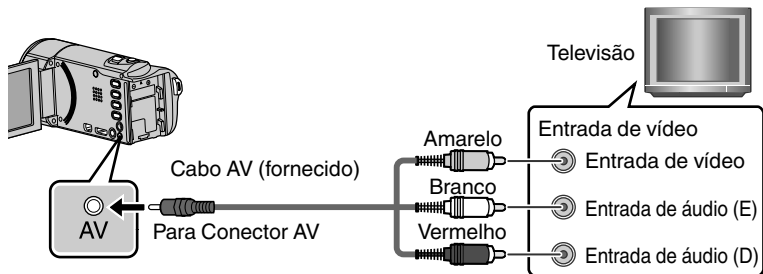 Televisão
Entrada de vídeo
Amarelo
Entrada de vídeo
Cabo AV (fornecido)
Branco
Entrada de áudio (E)
AV
Para Conector AV
Vermelho
Entrada de áudio (D)